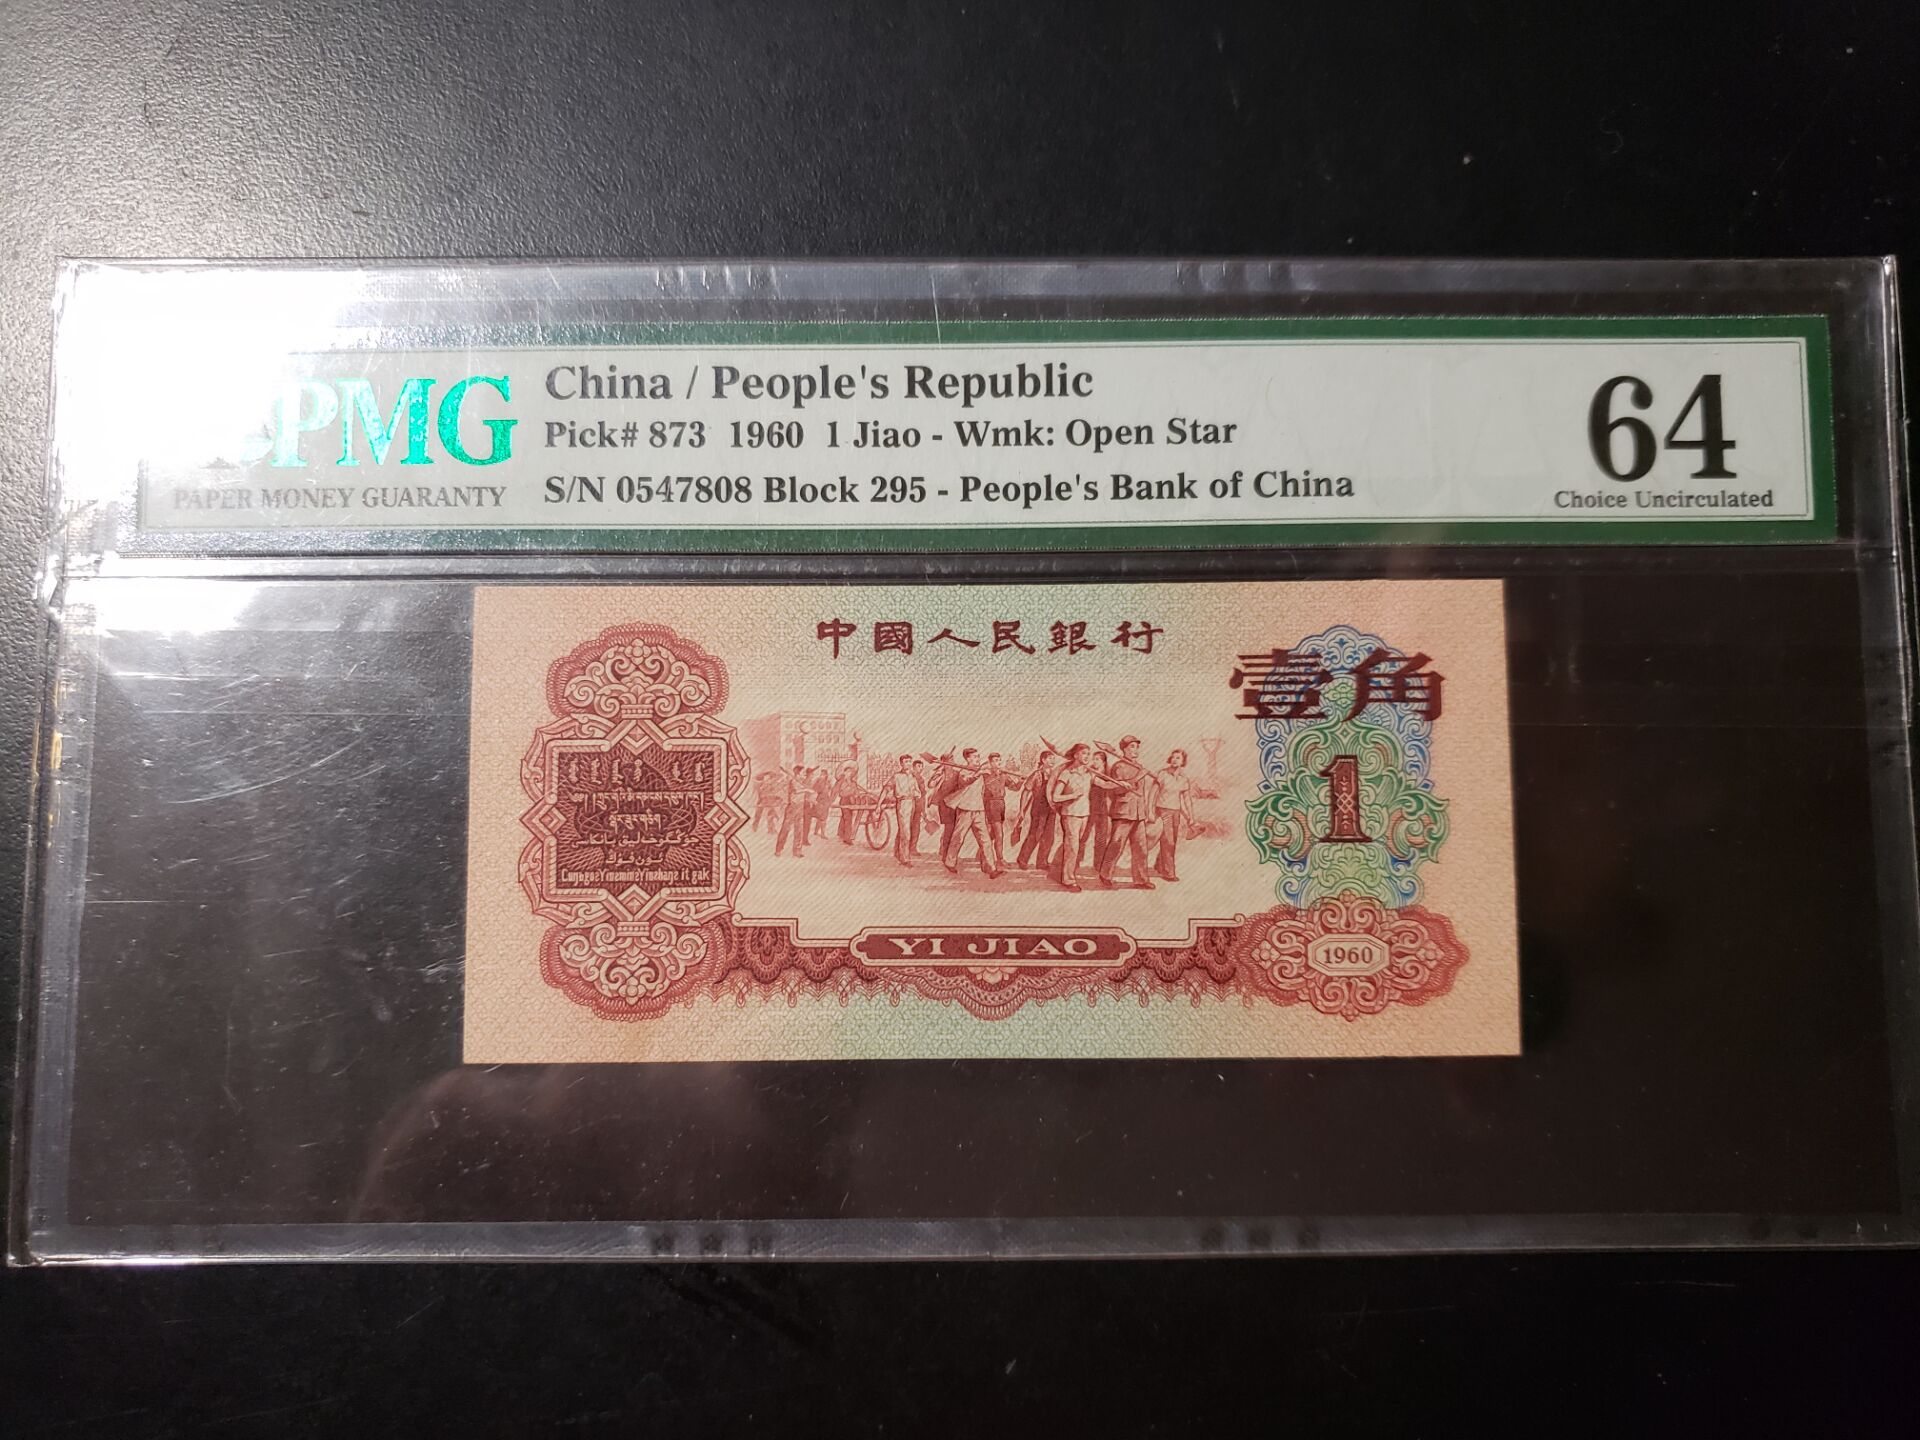 PMG
PAPER MONEY GUARANTY
China / People's Republic
Pick# 873 1960 1 Jiao - Wmk: Open Star
S/N 0547808 Block 295 - People's Bank of China
64
Choice Uncirculated
中國人民銀行
壹角
1
YI JIAO
1960